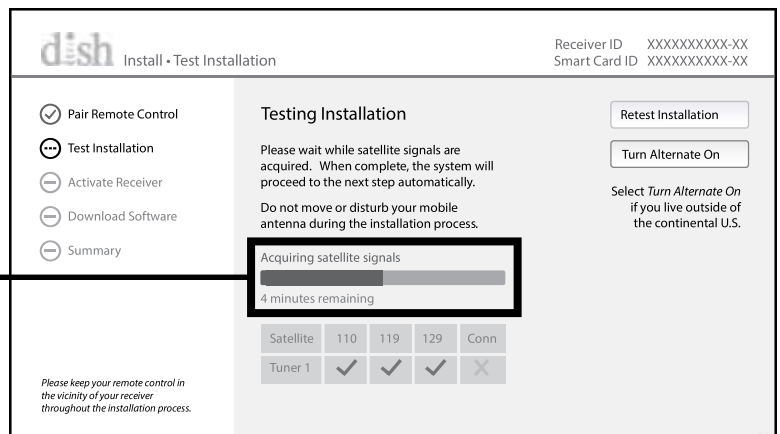 dish Install • Test Installation
Receiver ID XXXXXXXXXX-XX
Smart Card ID XXXXXXXXXX-XX
Pair Remote Control
Test Installation
Activate Receiver
Download Software
Summary
Please keep your remote control in
the vicinity of your receiver
throughout the installation process.
Testing Installation
Please wait while satellite signals are
acquired. When complete, the system will
proceed to the next step automatically.
Do not move or disturb your mobile
antenna during the installation process.
Acquiring satellite signals
4 minutes remaining
Satellite 110 119 129 Conn
Tuner 1
Retest Installation
Turn Alternate On
Select Turn Alternate On
if you live outside of
the continental U.S.